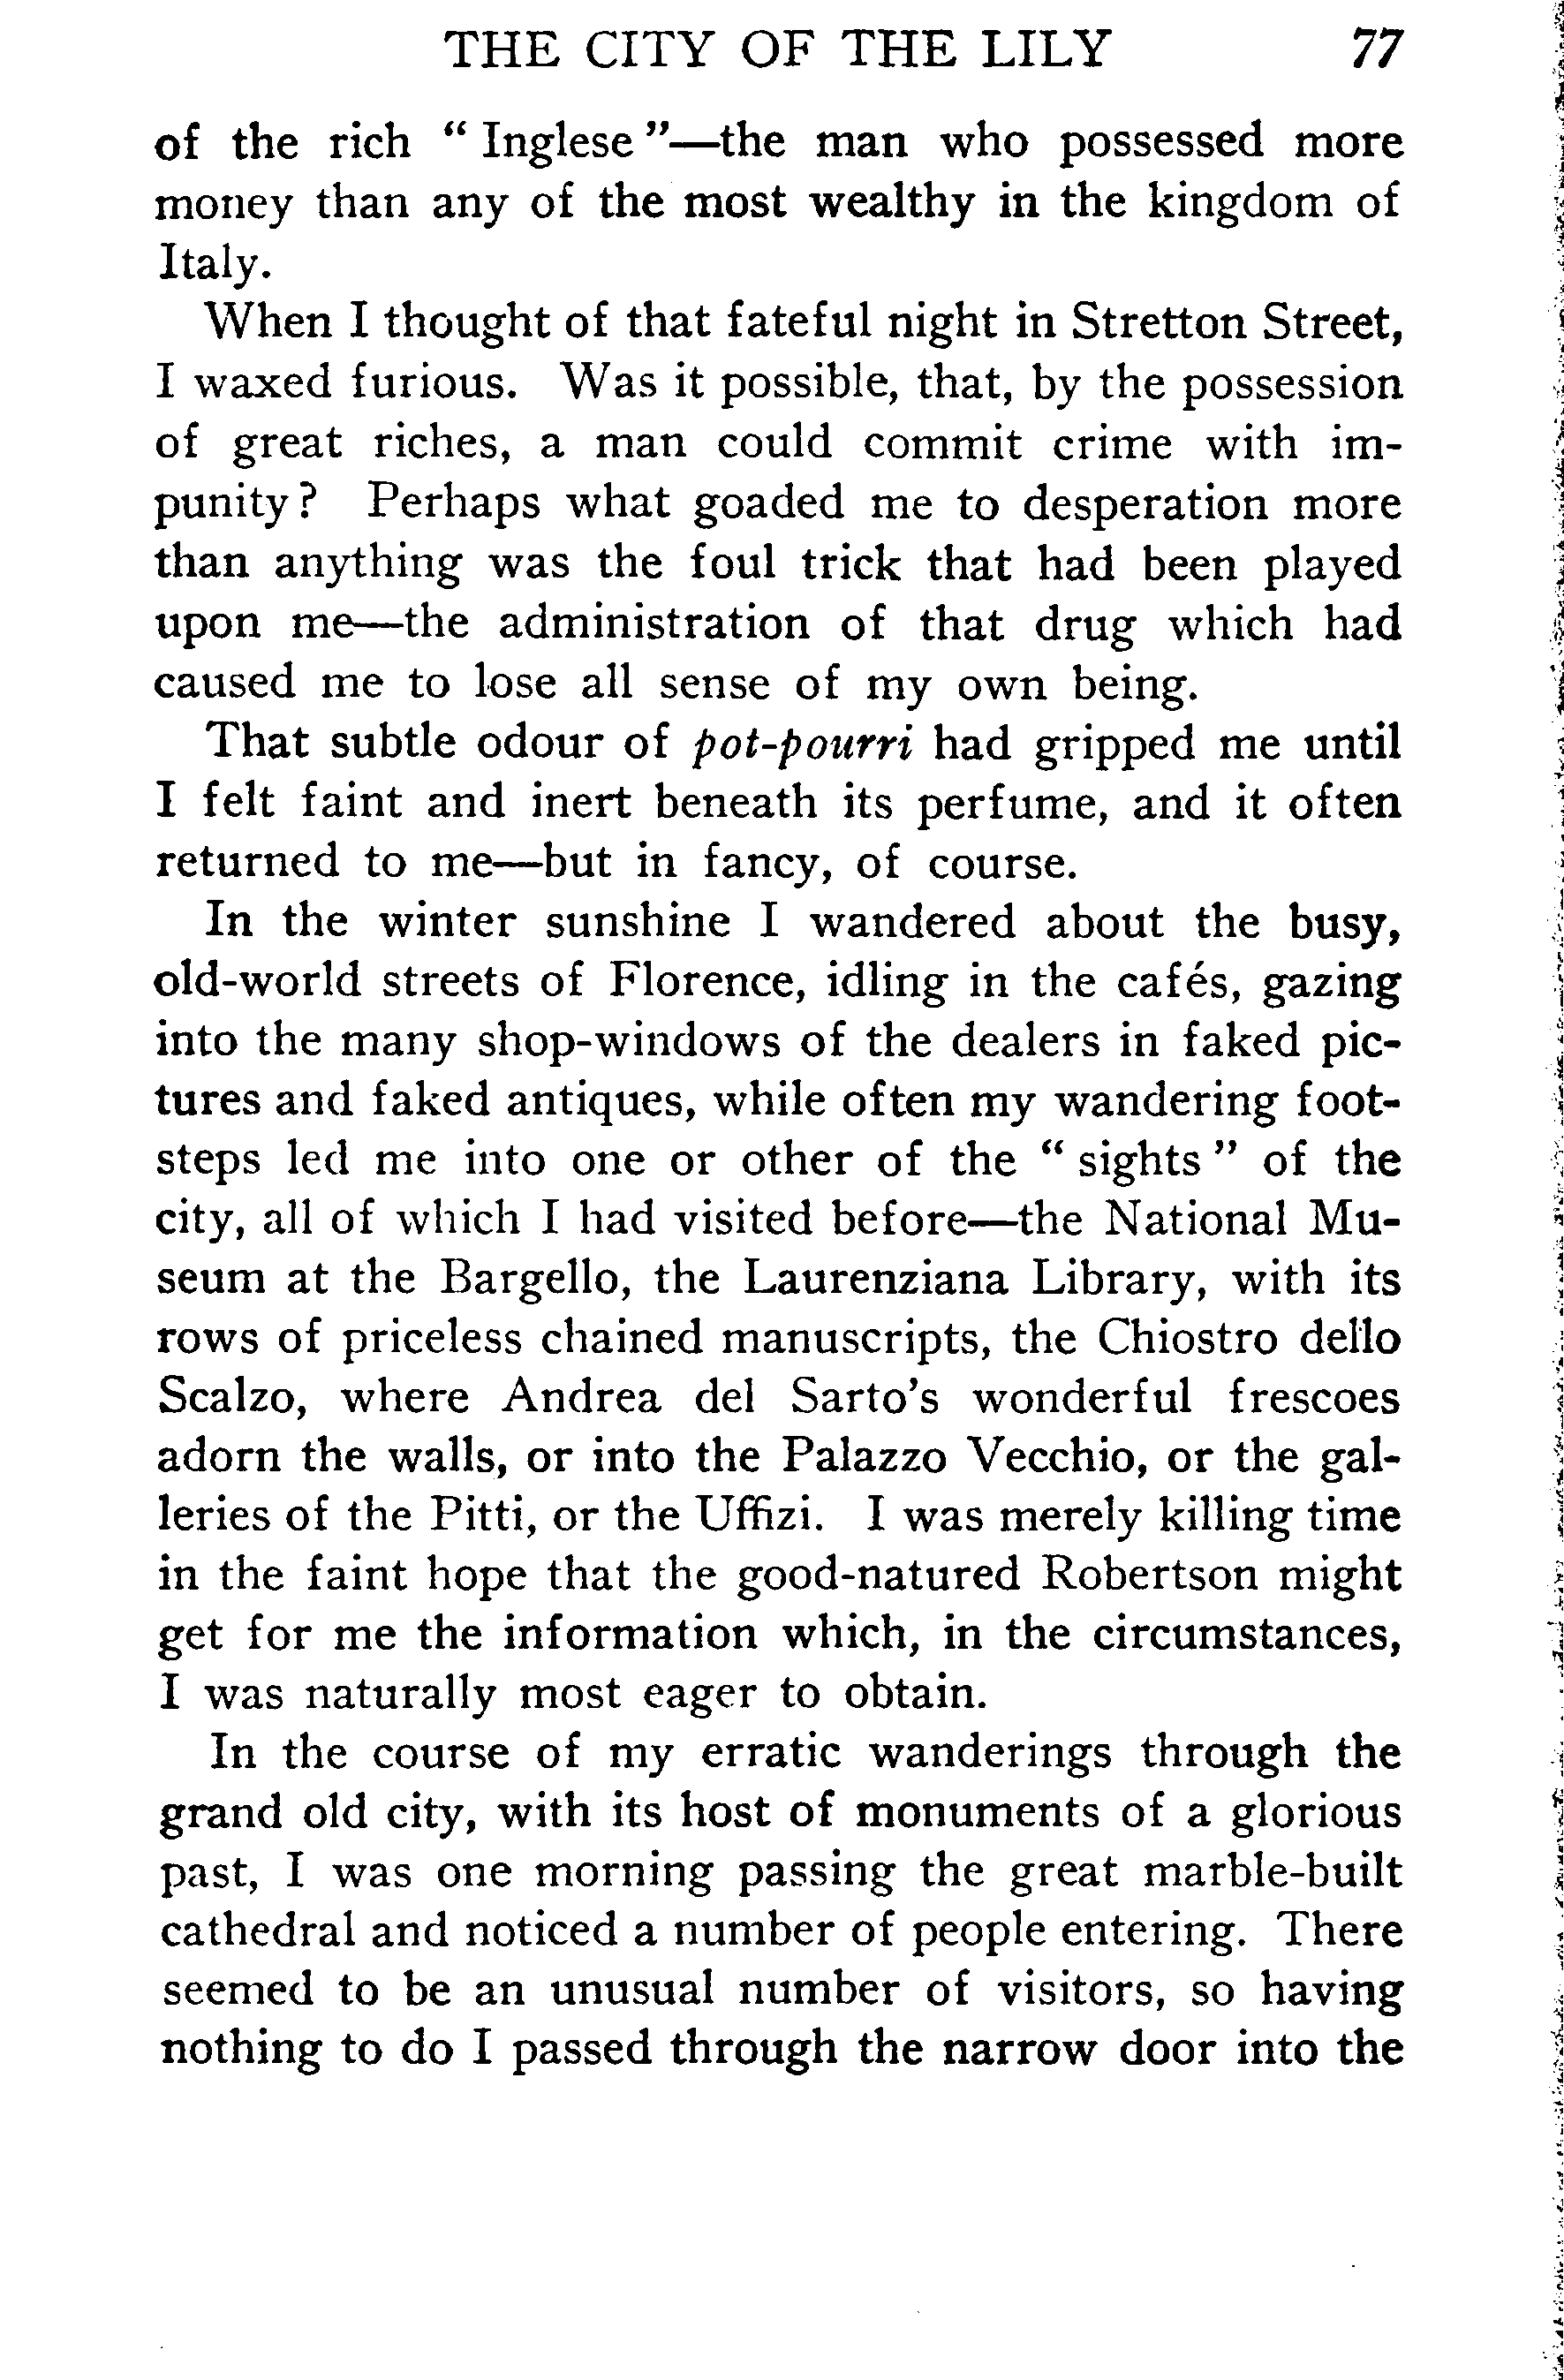 THE CITY OF THE LILY 77
of the rich “ Inglese ”—the man who possessed more
money than any of the most wealthy in the kingdom of
Italy.
When I thought of that fateful night in Stretton Street,
I waxed furious. Was it possible, that, by the possession
of great riches, a man could commit crime with im-
punity? Perhaps what goaded me to desperation more
than anything was the foul trick that had been played
upon me—the administration of that drug which had
caused me to lose all sense of my own being.
That subtle odour of pot-pourri had gripped me until
I felt faint and inert beneath its perfume, and it often
returned to me—but in fancy, of course.
In the winter sunshine I wandered about the busy,
old-world streets of Florence, idling in the cafés, gazing
into the many shop-windows of the dealers in faked pic-
tures and faked antiques, while often my wandering foot-
steps led me into one or other of the “ sights ” of the
city, all of which I had visited before—the National Mu-
seum at the Bargello, the Laurenziana Library, with its
rows of priceless chained manuscripts, the Chiostro dello
Scalzo, where Andrea del Sarto’s wonderful frescoes
adorn the walls, or into the Palazzo Vecchio, or the gal-
leries of the Pitti, or the Uffizi. I was merely killing time
in the faint hope that the good-natured Robertson might
get for me the information which, in the circumstances,
I was naturally most eager to obtain.
In the course of my erratic wanderings through the
grand old city, with its host of monuments of a glorious
past, I was one morning passing the great marble-built
cathedral and noticed a number of people entering. There
seemed to be an unusual number of visitors, so having
nothing to do I passed through the narrow door into the